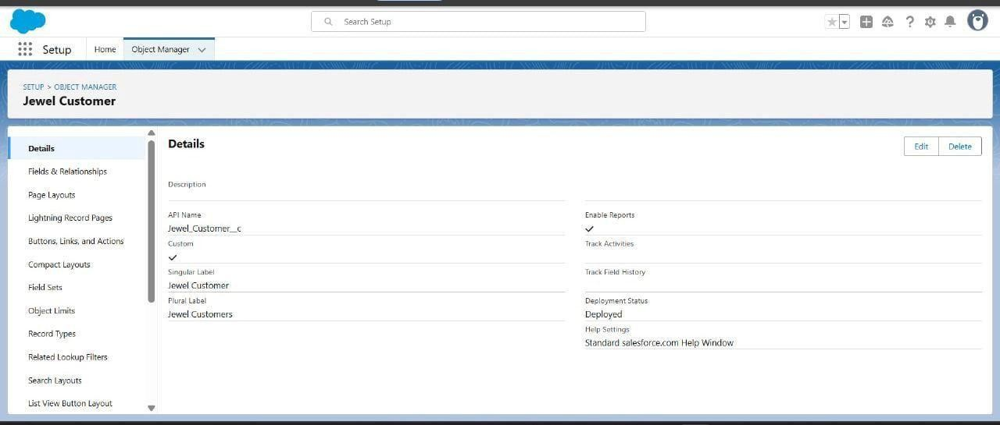 Search Setup
Setup
Home
Object Manager
SETUP > OBJECT MANAGER
Jewel Customer
Details
Fields & Relationships
Page Layouts
Lightning Record Pages
Buttons, Links, and Actions
Compact Layouts
Field Sets
Object Limits
Record Types
Related Lookup Filters
Search Layouts
List View Button Layout
Details
Edit
Delete
Description
API Name
Jewel_Customer__c
Custom
Singular Label
Jewel Customer
Plural Label
Jewel Customers
Enable Reports
Track Activities
Track Field History
Deployment Status
Deployed
Help Settings
Standard salesforce.com Help Window